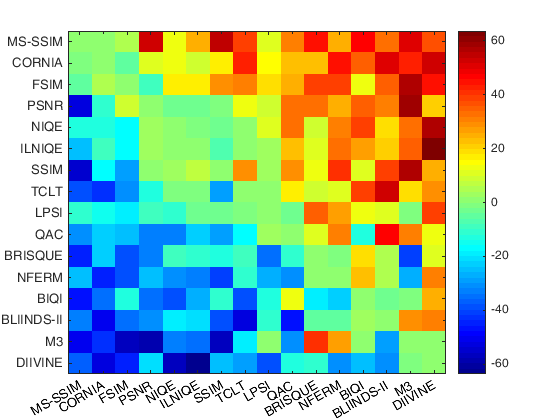 MS-SSIM
CORNIA
FSIM
PSNR
NIQE
ILNIQE
SSIM
TCLT
LPSI
QAC
BRISQUE
NFERM
BIQI
BLIINDS-II
M3
DIIVINE
MS-SSIM
CORNIA
FSIM
PSNR
NIQE
ILNIQE
SSIM
TCLT
LPSI
QAC
BRISQUE
NFERM
BIQI
BLIINDS-II
M3
DIIVINE
60
40
20
0
-20
-40
-60